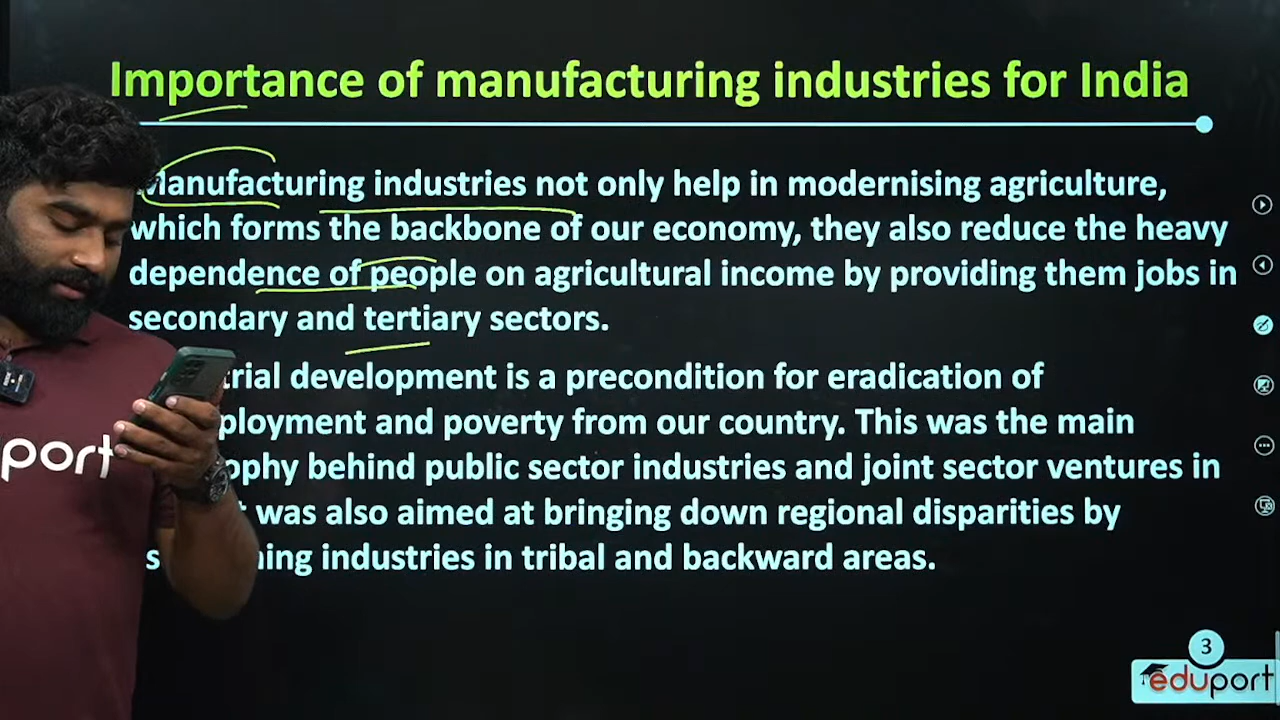 Importance of manufacturing industries for India
Manufacturing industries not only help in modernising agriculture,
which forms the backbone of our economy, they also reduce the heavy
dependence of people on agricultural income by providing them jobs in
secondary and tertiary sectors.
trial development is a precondition for eradication of
ployment and poverty from our country. This was the main
ophy behind public sector industries and joint sector ventures in
t was also aimed at bringing down regional disparities by
s ing industries in tribal and backward areas.
port
3
eduport